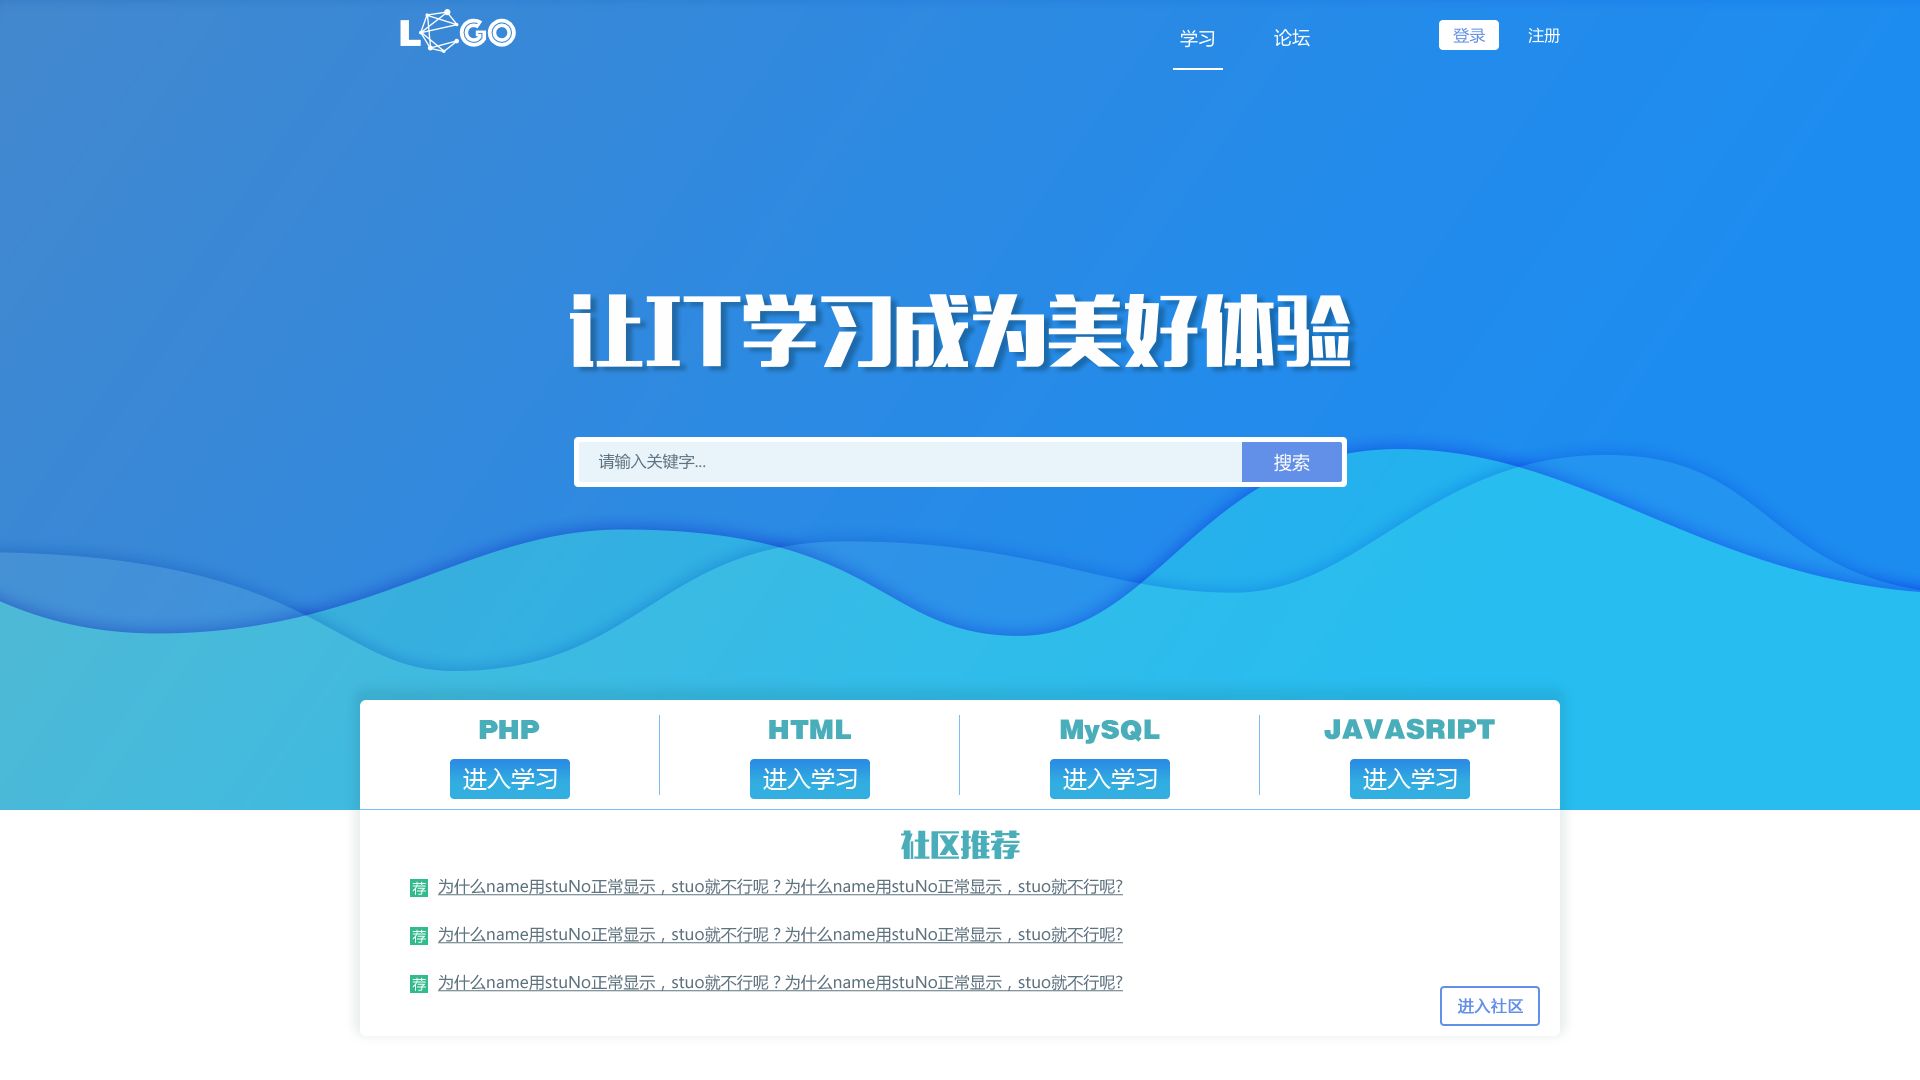 LOGO
学习
论坛
登录
注册
让IT学习成为美好体验
请输入关键字...
搜索
PHP
HTML
MySQL
JAVASRIPT
进入学习
进入学习
进入学习
进入学习
社区推荐
荐 为什么name用stuNo正常显示，stuo就不行呢？为什么name用stuNo正常显示，stuo就不行呢?
荐 为什么name用stuNo正常显示，stuo就不行呢？为什么name用stuNo正常显示，stuo就不行呢?
荐 为什么name用stuNo正常显示，stuo就不行呢？为什么name用stuNo正常显示，stuo就不行呢?
进入社区